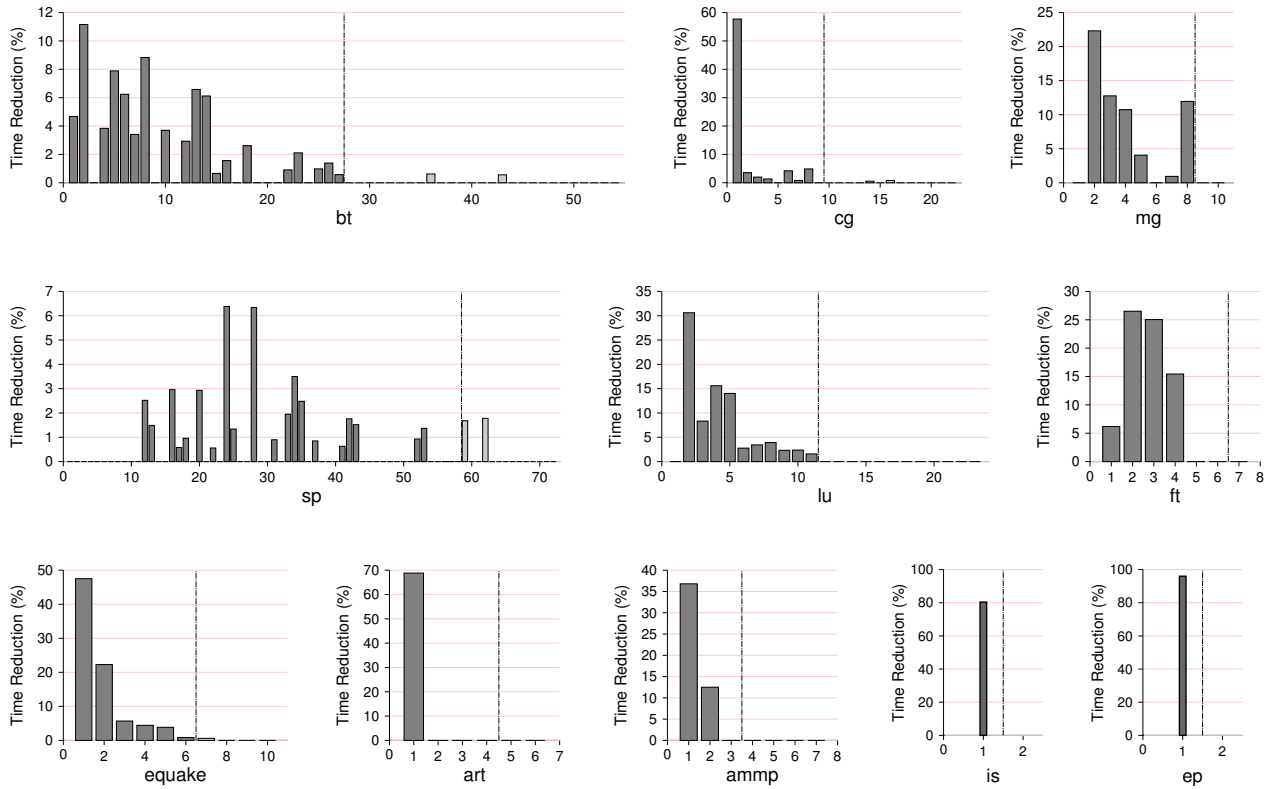 Time Reduction (%)
12
10
8
6
4
2
0
0 10 20 30 40 50
bt
Time Reduction (%)
60
50
40
30
20
10
0
0 5 10 15 20
cg
Time Reduction (%)
25
20
15
10
5
0
0 2 4 6 8 10
mg
Time Reduction (%)
7
6
5
4
3
2
1
0
0 10 20 30 40 50 60 70
sp
Time Reduction (%)
35
30
25
20
15
10
5
0
0 5 10 15 20
lu
Time Reduction (%)
30
25
20
15
10
5
0
0 1 2 3 4 5 6 7 8
ft
Time Reduction (%)
50
40
30
20
10
0
0 2 4 6 8 10
equake
Time Reduction (%)
70
60
50
40
30
20
10
0
0 1 2 3 4 5 6 7
art
Time Reduction (%)
40
35
30
25
20
15
10
5
0
0 1 2 3 4 5 6 7 8
ammp
Time Reduction (%)
100
80
60
40
20
0
0 1 2
is
Time Reduction (%)
100
80
60
40
20
0
0 1 2
ep